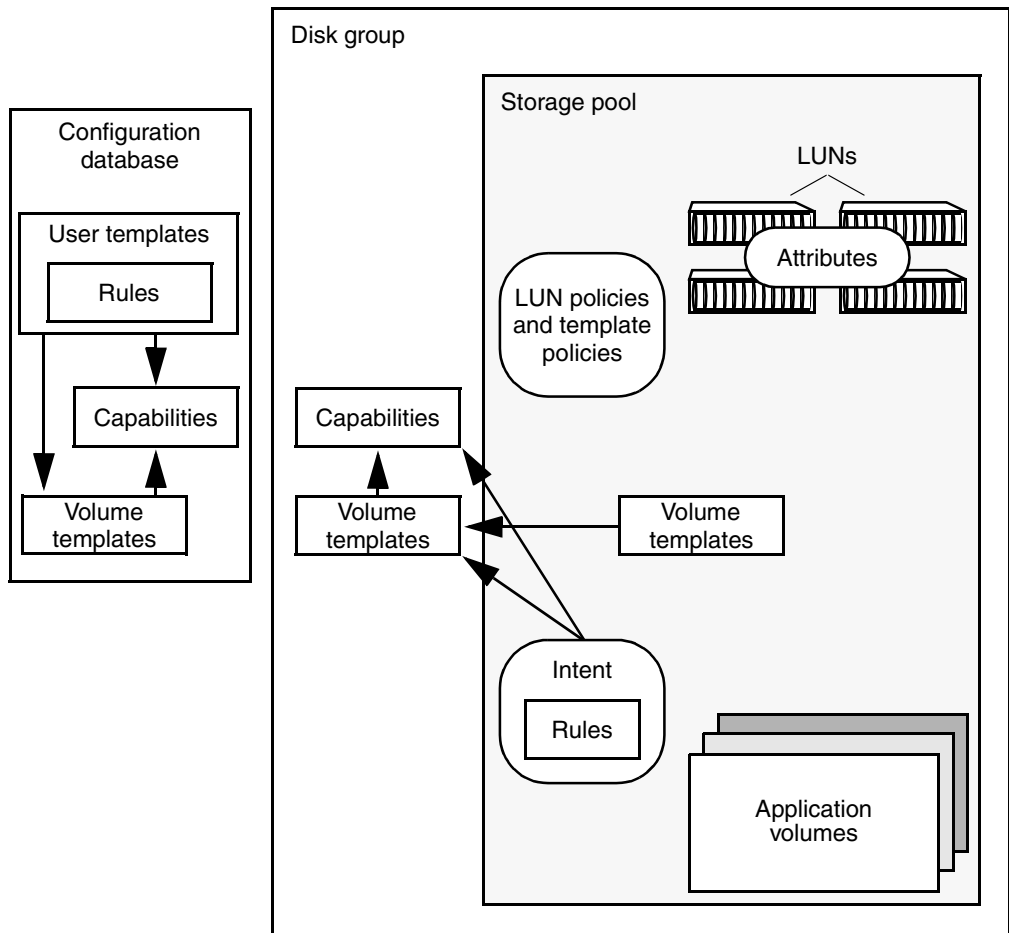 Disk group
Storage pool
Configuration
database
User templates
Rules
Capabilities
Volume
templates
LUNs
Attributes
LUN policies
and template
policies
Capabilities
Volume
templates
Volume
templates
Intent
Rules
Application
volumes